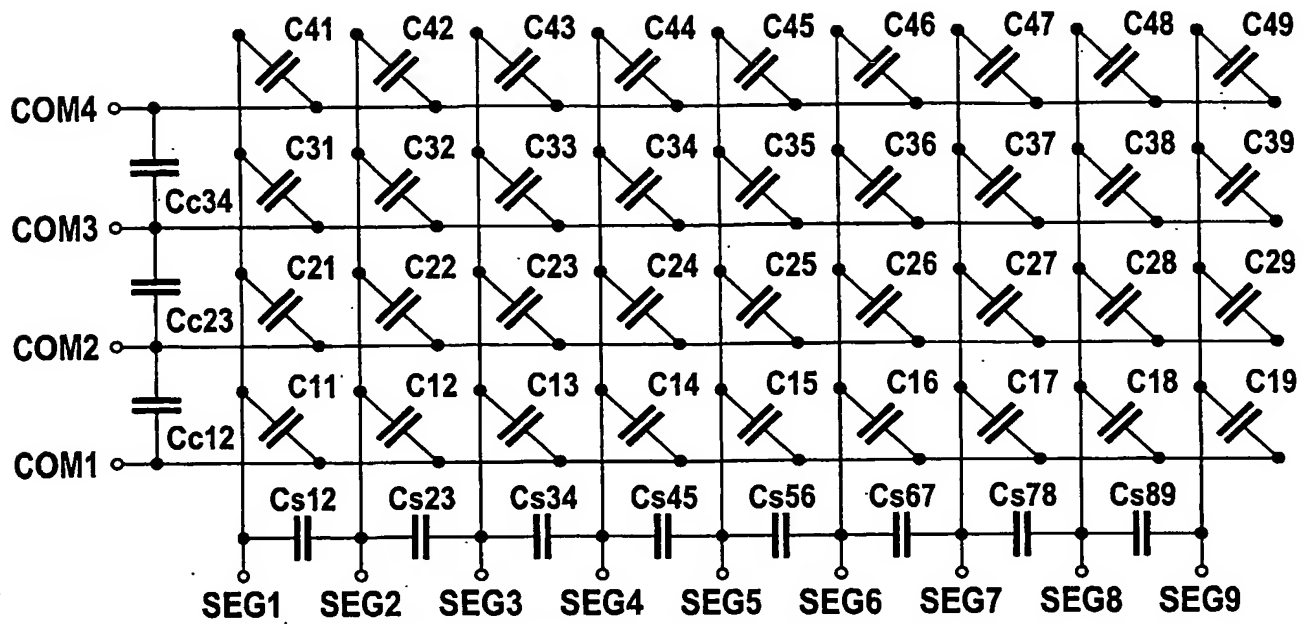 C41 C42 C43 C44 C45 C46 C47 C48 C49
COM4
C31 C32 C33 C34 C35 C36 C37 C38 C39
Cc34
COM3
C21 C22 C23 C24 C25 C26 C27 C28 C29
Cc23
COM2
C11 C12 C13 C14 C15 C16 C17 C18 C19
Cc12
COM1
Cs12 Cs23 Cs34 Cs45 Cs56 Cs67 Cs78 Cs89
SEG1 SEG2 SEG3 SEG4 SEG5 SEG6 SEG7 SEG8 SEG9